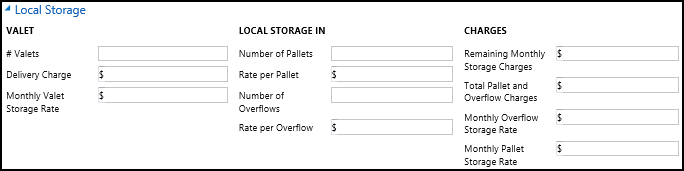 Local Storage
VALET
# Valets
Delivery Charge $
Monthly Valet $
Storage Rate
LOCAL STORAGE IN
Number of Pallets
Rate per Pallet $
Number of
Overflows
Rate per Overflow $
CHARGES
Remaining Monthly $
Storage Charges
Total Pallet and $
Overflow Charges
Monthly Overflow $
Storage Rate
Monthly Pallet $
Storage Rate